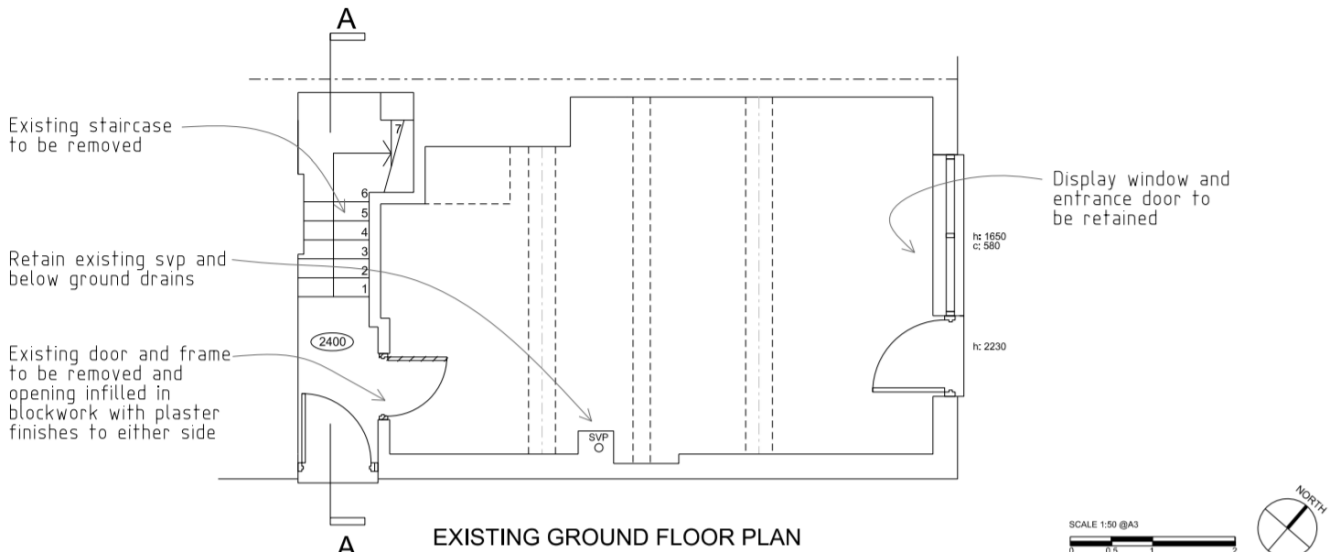 A
Existing staircase
to be removed
7
6
5
4
3
2
1
Display window and
entrance door to
be retained
h: 1650
c: 580
Retain existing svp and
below ground drains
2400
h: 2230
Existing door and frame
to be removed and
opening infilled in
blockwork with plaster
finishes to either side
SVP
A
EXISTING GROUND FLOOR PLAN
SCALE 1:50 @A3
0 0.5 1 2
NORTH